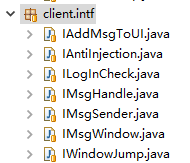 client.intf
IAddMsgToUI.java
IAntiInjection.java
ILogInCheck.java
IMsgHandle.java
IMsgSender.java
IMsgWindow.java
IWindowJump.java